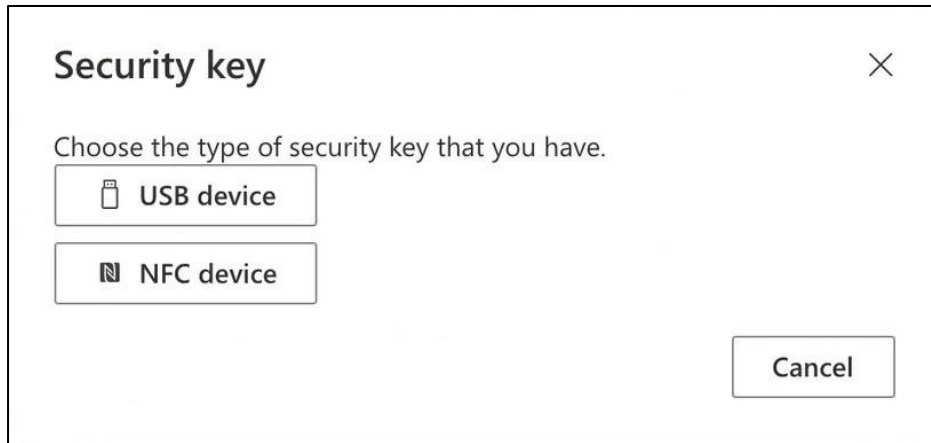 Security key
Choose the type of security key that you have.
USB device
NFC device
Cancel